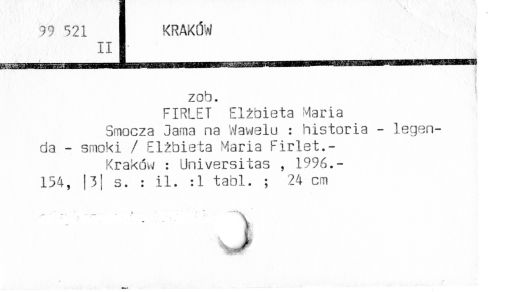 99 521 KRAKÓW
II
zob.
FIRLET Elżbieta Maria
Smocza Jama na Wawelu : historia - legen-
da - smoki / Elżbieta Maria Firlet.-
Kraków : Universitas , 1996.-
154, |3| s. : il. :1 tabl. ; 24 cm